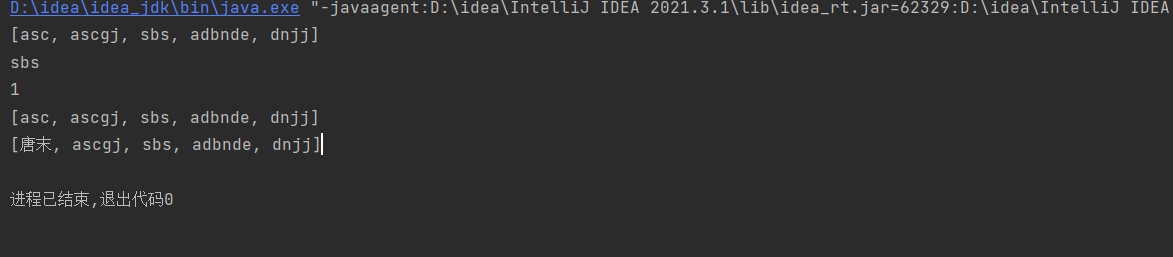 D:\idea\idea_jdk\bin\java.exe "-javaagent:D:\idea\IntelliJ IDEA 2021.3.1\lib\idea_rt.jar=62329:D:\idea\IntelliJ IDEA
[asc, ascgj, sbs, adbnde, dnjj]
sbs
1
[asc, ascgj, sbs, adbnde, dnjj]
[唐末, ascgj, sbs, adbnde, dnjj]
进程已结束,退出代码0